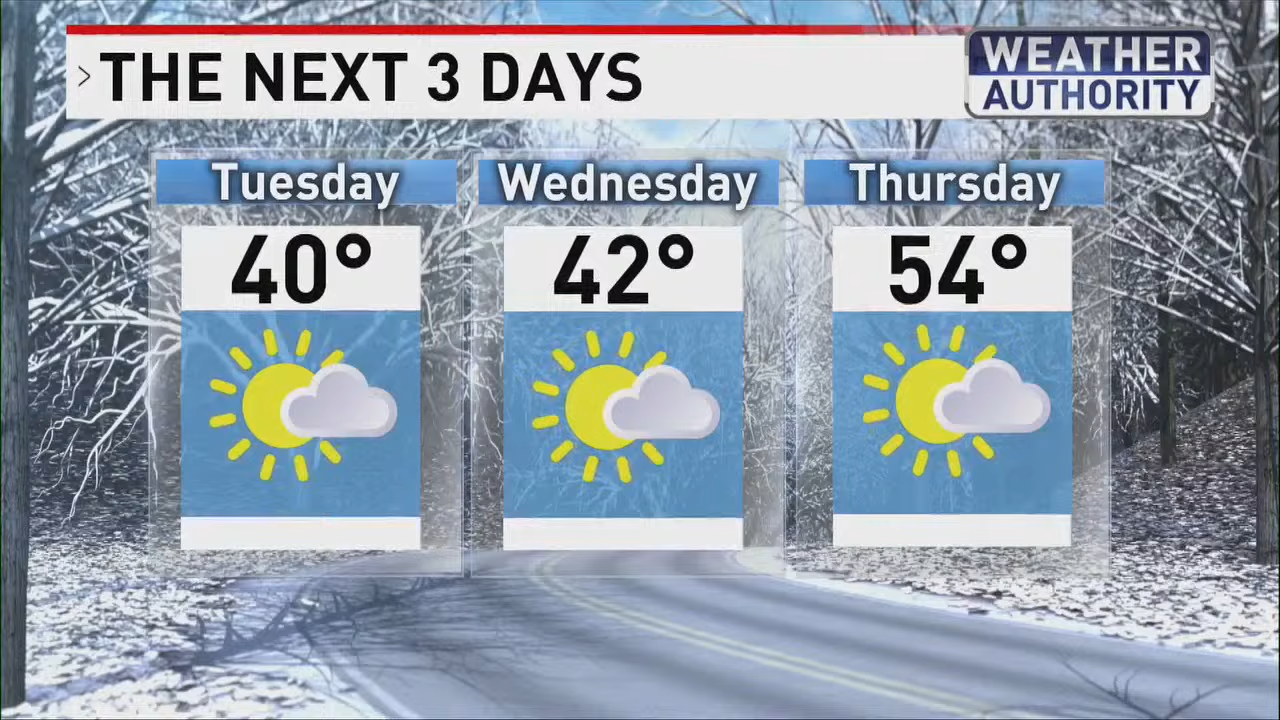 > THE NEXT 3 DAYS
WEATHER
AUTHORITY
Tuesday
Wednesday
Thursday
40°
42°
54°